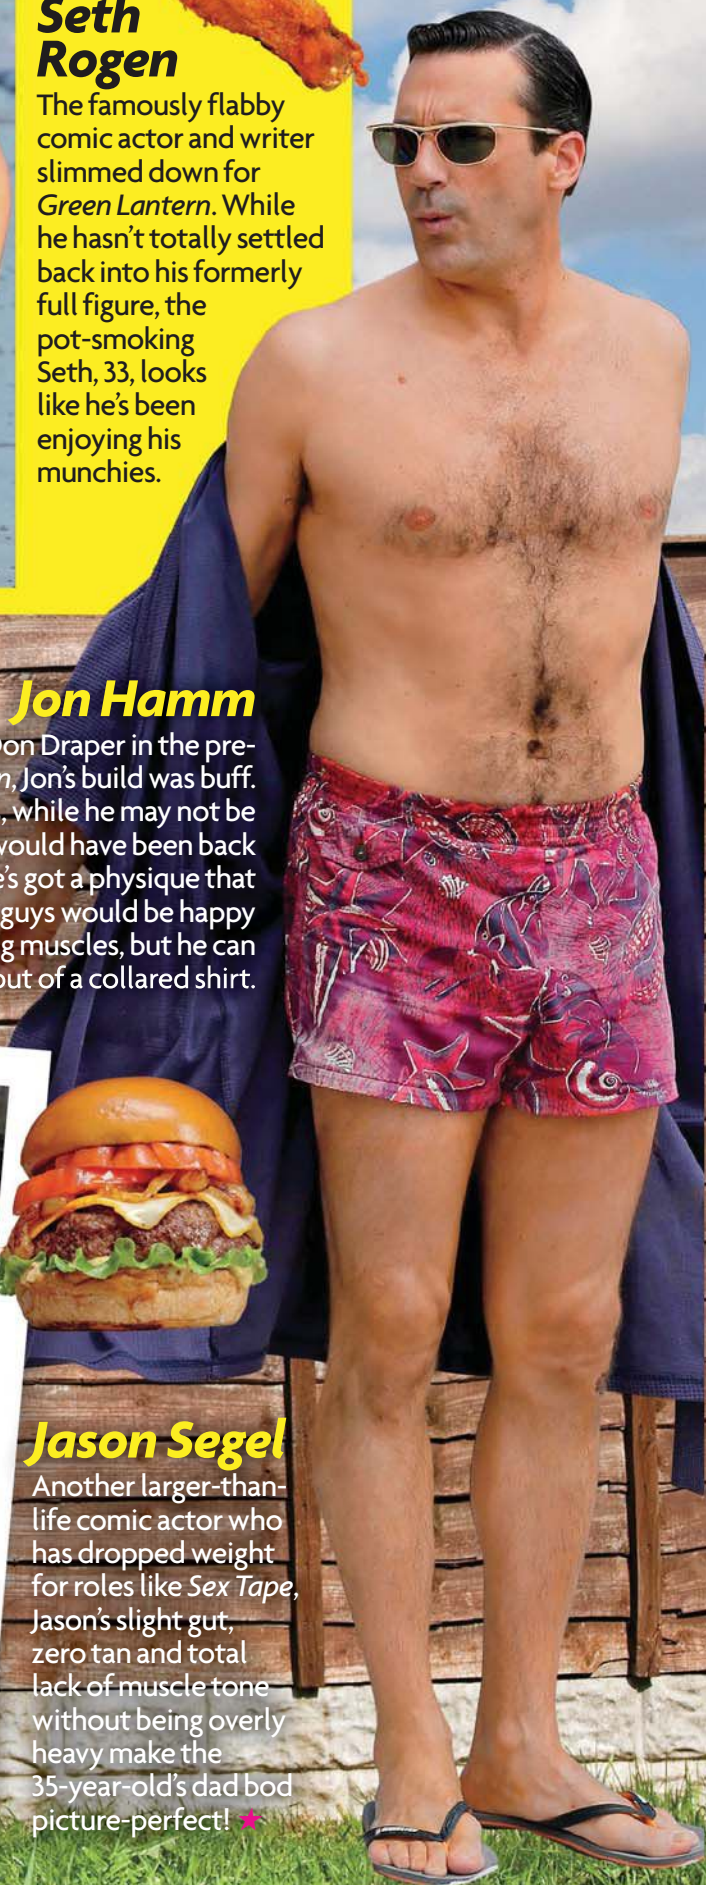 Seth
Rogen
The famously flabby
comic actor and writer
slimmed down for
Green Lantern. While
he hasn't totally settled
back into his formerly
full figure, the
pot-smoking
Seth, 33, looks
like he's been
enjoying his
munchies.
Jon Hamm
Don Draper in the pre-
n, Jon's build was buff.
, while he may not be
would have been back
e's got a physique that
guys would be happy
g muscles, but he can
out of a collared shirt.
Jason Segel
Another larger-than-
life comic actor who
has dropped weight
for roles like Sex Tape,
Jason's slight gut,
zero tan and total
lack of muscle tone
without being overly
heavy make the
35-year-old's dad bod
picture-perfect! ★